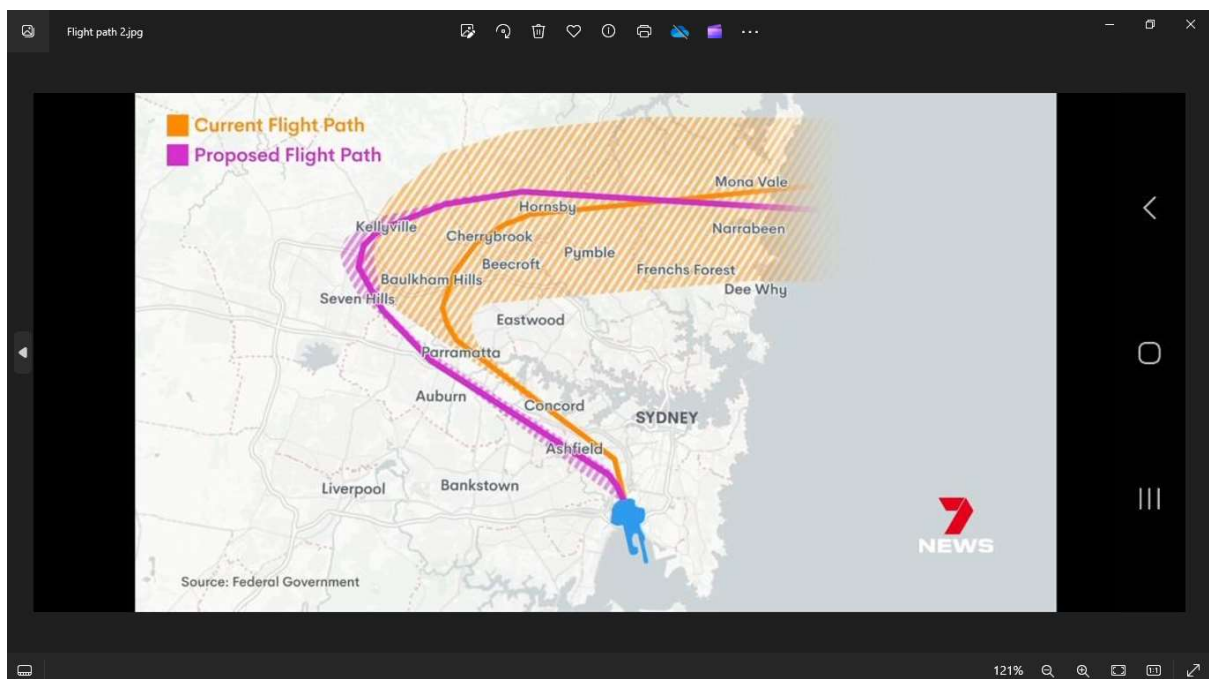 Flight path 2.jpg
Current Flight Path
Proposed Flight Path
Mona Vale
Hornsby
Kellyville
Cherrybrook
Narrabeen
Pymble
Beecroft
Frenchs Forest
Baulkham Hills
Dee Why
Seven Hills
Eastwood
Parramatta
Auburn
Concord
SYDNEY
Ashfield
Liverpool
Bankstown
7
NEWS
Source: Federal Government
121%
1:1